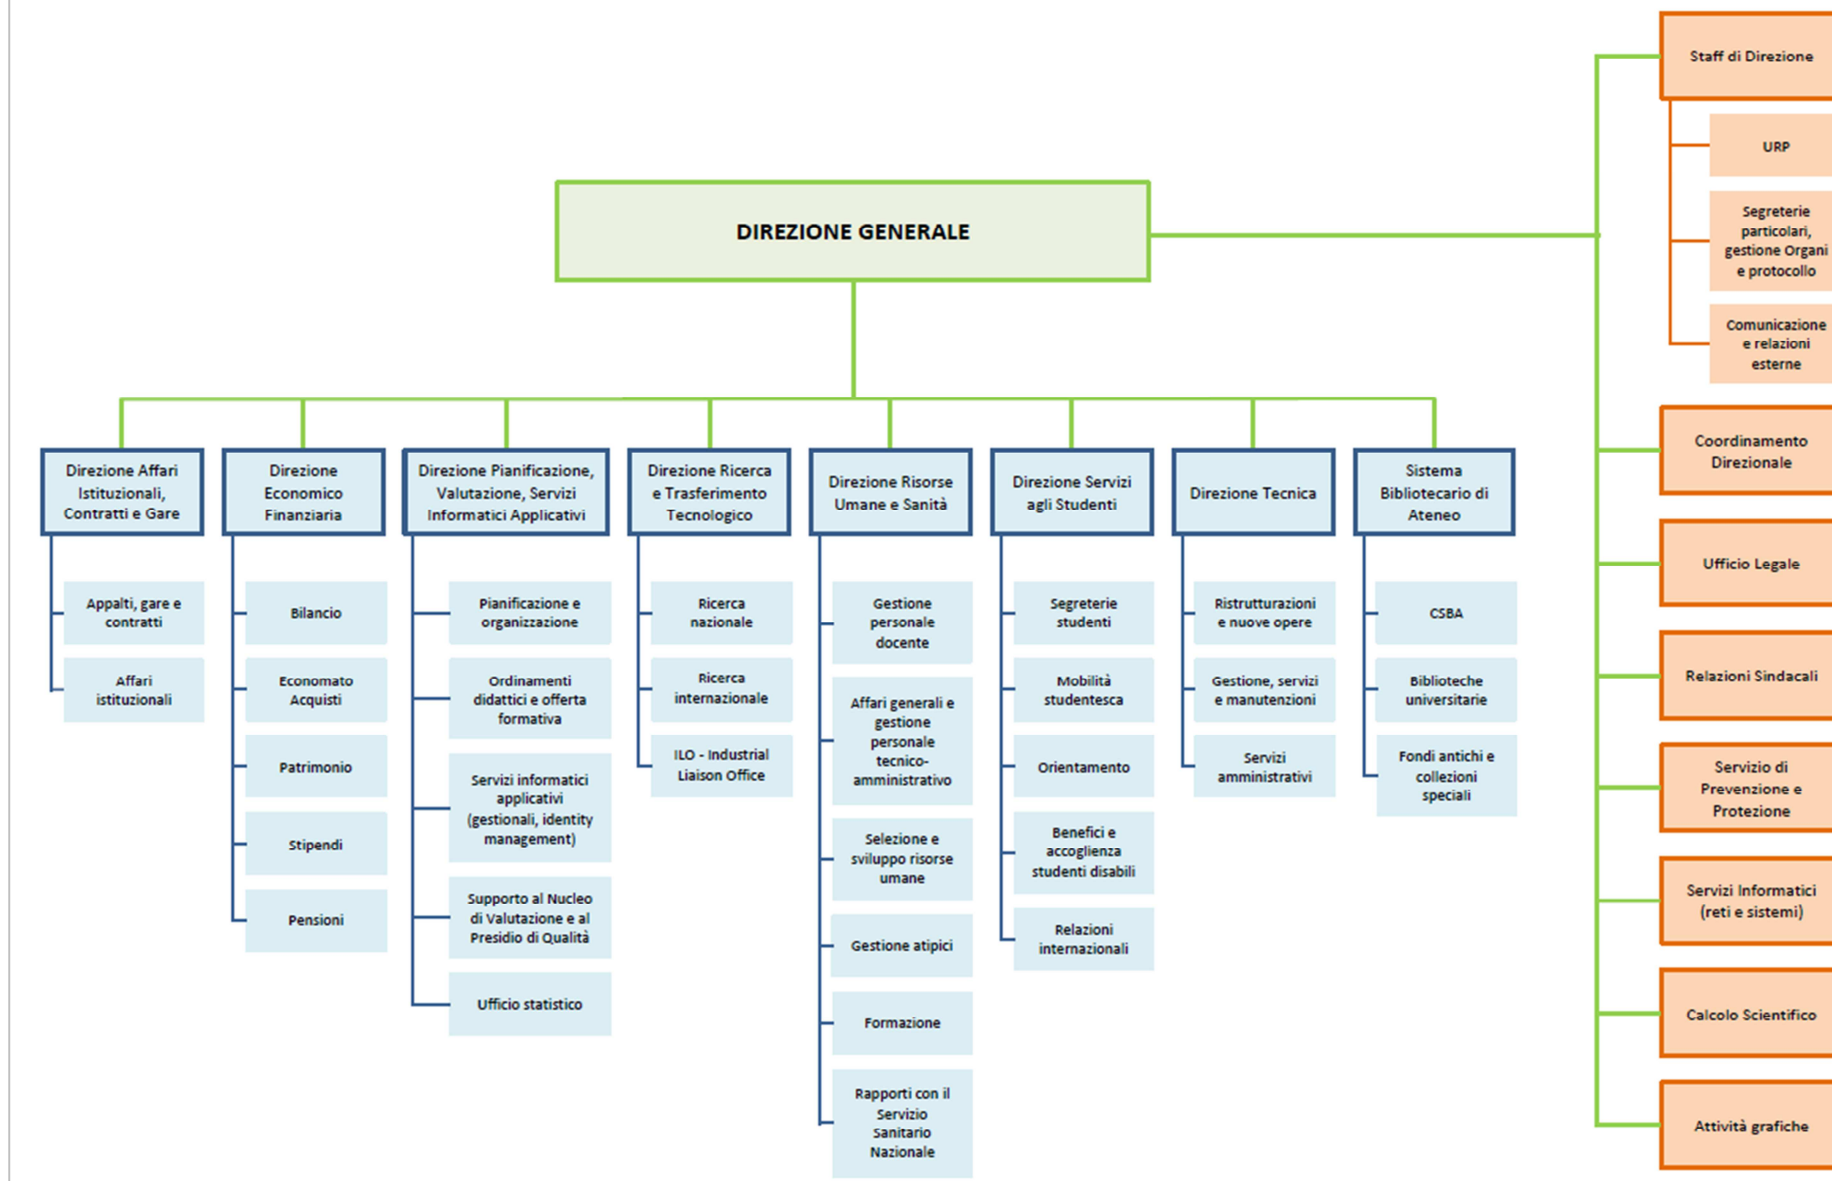 DIREZIONE GENERALE
Direzione Affari
Istituzionali,
Contratti e Gare
Appalti, gare e
contratti
Affari
istituzionali
Direzione
Economico
Finanziaria
Bilancio
Economato
Acquisti
Patrimonio
Stipendi
Pensioni
Direzione Pianificazione,
Valutazione, Servizi
Informatici Applicativi
Pianificazione e
organizzazione
Ordinamenti
didattici e offerta
formativa
Servizi informatici
applicativi
(gestionali, identity
management)
Supporto al Nucleo
di Valutazione e al
Presidio di Qualità
Ufficio statistico
Direzione Ricerca
e Trasferimento
Tecnologico
Ricerca
nazionale
Ricerca
internazionale
ILO - Industrial
Liaison Office
Direzione Risorse
Umane e Sanità
Gestione
personale
docente
Affari generali e
gestione
personale
tecnico-
amministrativo
Selezione e
sviluppo risorse
umane
Gestione atipici
Formazione
Rapporti con il
Servizio
Sanitario
Nazionale
Direzione Servizi
agli Studenti
Segreterie
studenti
Mobilità
studentesca
Orientamento
Benefici e
accoglienza
studenti disabili
Relazioni
internazionali
Direzione Tecnica
Ristrutturazioni
e nuove opere
Gestione, servizi
e manutenzioni
Servizi
amministrativi
Sistema
Bibliotecario di
Ateneo
CSBA
Biblioteche
universitarie
Fondi antichi e
collezioni
speciali
Staff di Direzione
URP
Segreterie
particolari,
gestione Organi
e protocollo
Comunicazione
e relazioni
esterne
Coordinamento
Direzionale
Ufficio Legale
Relazioni Sindacali
Servizio di
Prevenzione e
Protezione
Servizi Informatici
(reti e sistemi)
Calcolo Scientifico
Attività grafiche